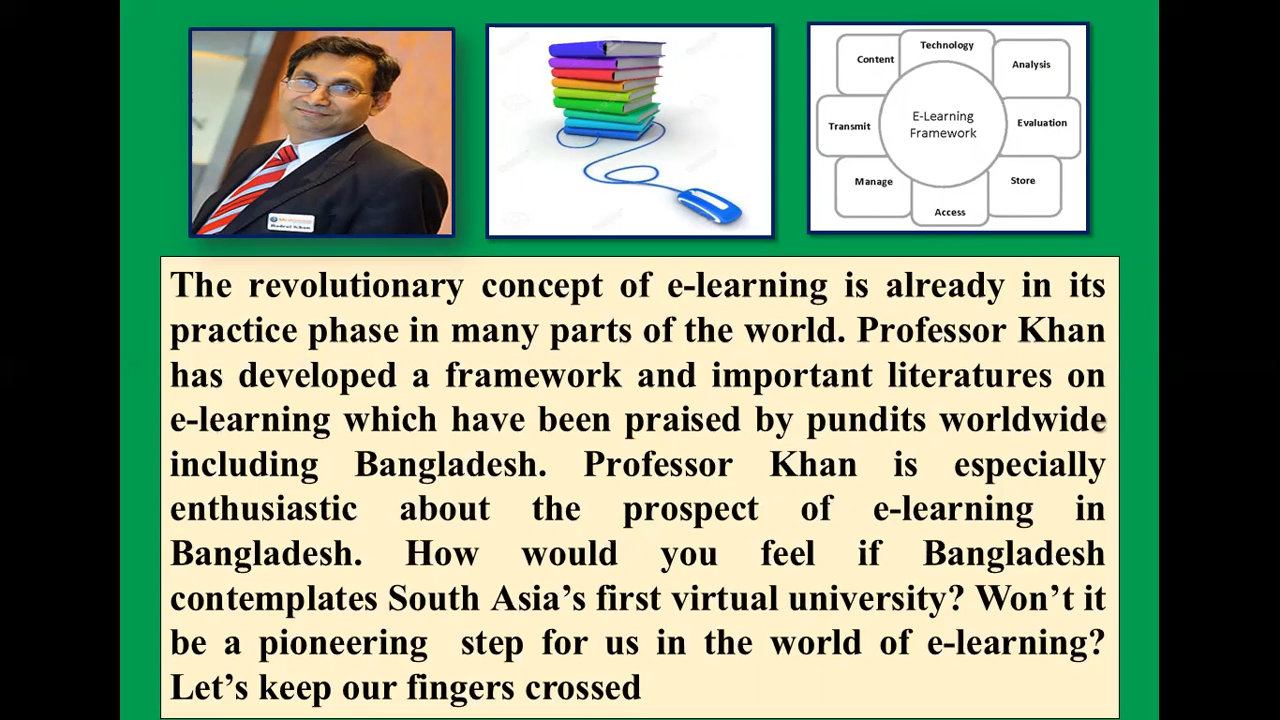 Badrul Khan
Technology
Content
Analysis
Transmit
E-Learning
Framework
Evaluation
Manage
Store
Access
The revolutionary concept of e-learning is already in its
practice phase in many parts of the world. Professor Khan
has developed a framework and important literatures on
e-learning which have been praised by pundits worldwide
including Bangladesh. Professor Khan is especially
enthusiastic about the prospect of e-learning in
Bangladesh. How would you feel if Bangladesh
contemplates South Asia’s first virtual university? Won’t it
be a pioneering step for us in the world of e-learning?
Let’s keep our fingers crossed